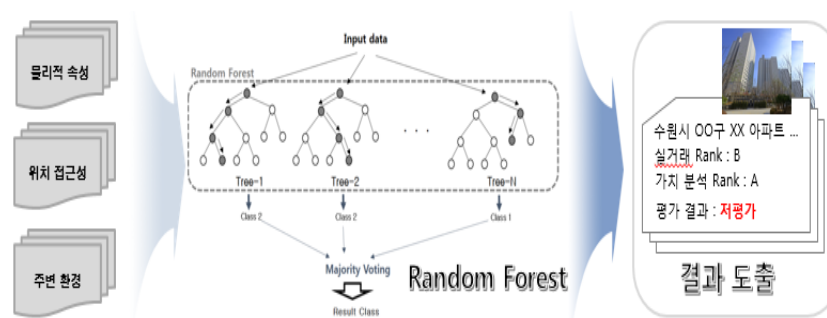 물리적 속성
위치 접근성
주변 환경
Input data
Random Forest
. . .
Tree-1
Tree-2
Tree-N
Class 2
Class 2
Class 1
Majority Voting
Result Class
Random Forest
수원시 OO구 XX 아파트 ...
실거래 Rank : B
가치 분석 Rank : A
평가 결과 : 저평가
결과 도출